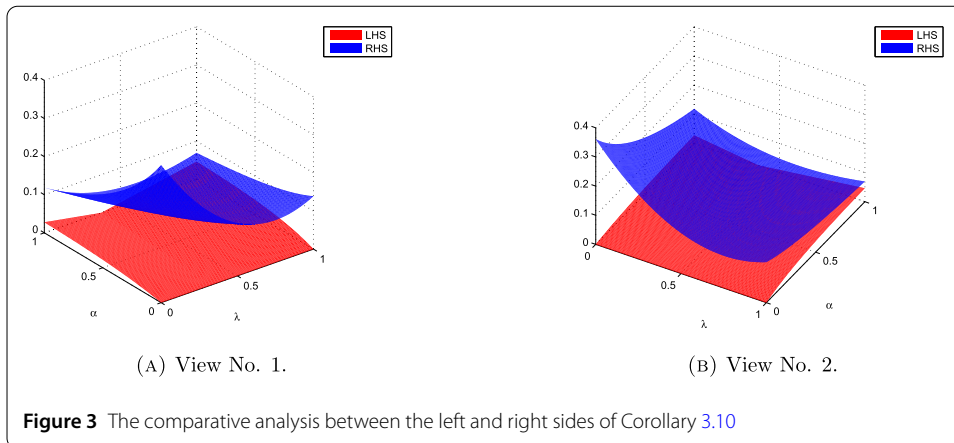 LHS
RHS
0.4
0.3
0.2
0.1
0
1
0.5
0
α
0
0.5
1
λ
(A) View No. 1.
LHS
RHS
0.4
0.3
0.2
0.1
0
0
0.5
1
λ
0
0.5
1
α
(B) View No. 2.
Figure 3 The comparative analysis between the left and right sides of Corollary 3.10